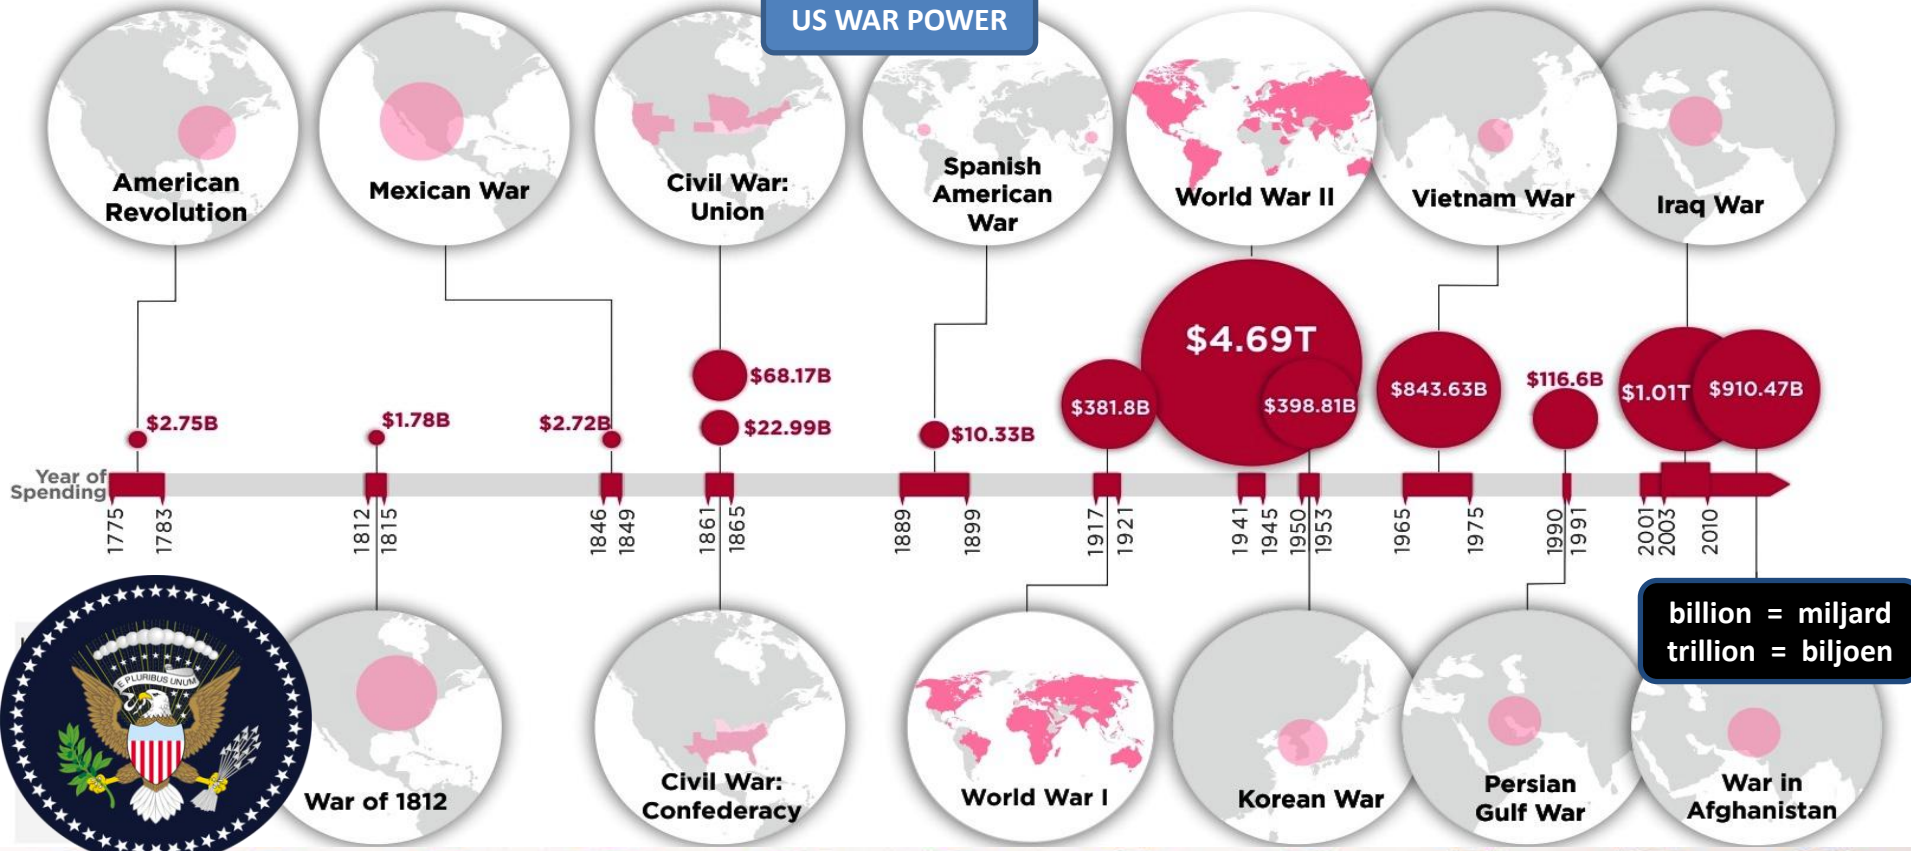 US WAR POWER
American
Revolution
Mexican War
Civil War:
Union
Spanish
American
War
World War II
Vietnam War
Iraq War
$2.75B
$1.78B
$2.72B
$68.17B
$22.99B
$10.33B
$381.8B
$4.69T
$398.81B
$843.63B
$116.6B
$1.01T
$910.47B
Year of
Spending
1775
1783
1812
1815
1846
1849
1861
1865
1889
1899
1917
1921
1941
1945
1950
1953
1965
1975
1990
1991
2001
2003
2010
billion = miljard
trillion = biljoen
E PLURIBUS UNUM
War of 1812
Civil War:
Confederacy
World War I
Korean War
Persian
Gulf War
War in
Afghanistan